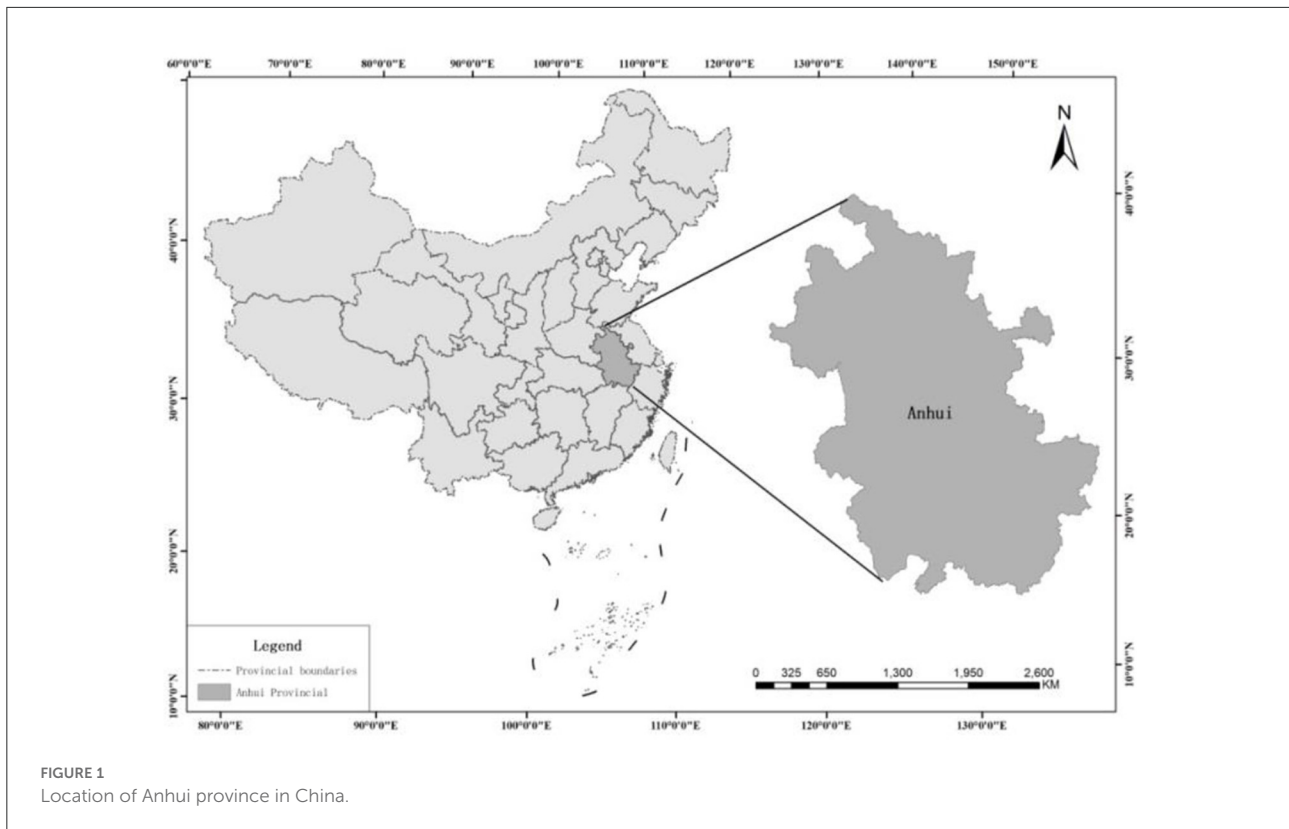 60°0'0"E 70°0'0"E 80°0'0"E 90°0'0"E 100°0'0"E 110°0'0"E 120°0'0"E 130°0'0"E 140°0'0"E 150°0'0"E
N
40°0'0"N
40°0'0"N
30°0'0"N
30°0'0"N
Anhui
20°0'0"N
20°0'0"N
10°0'0"N
10°0'0"N
Legend
Provincial boundaries
Anhui Provincial
0 325 650 1,300 1,950 2,600
KM
80°0'0"E 90°0'0"E 100°0'0"E 110°0'0"E 120°0'0"E 130°0'0"E
FIGURE 1
Location of Anhui province in China.